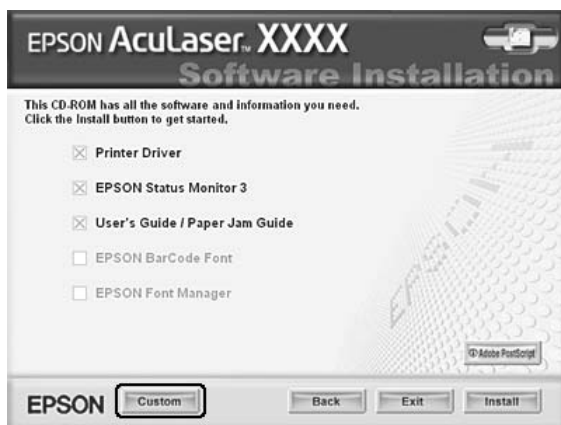 EPSON AcuLaser™ XXXX
Software Installation
This CD-ROM has all the software and information you need.
Click the Install button to get started.
Printer Driver
EPSON Status Monitor 3
User's Guide / Paper Jam Guide
EPSON BarCode Font
EPSON Font Manager
EPSON
Adobe PostScript
EPSON
Custom
Back
Exit
Install